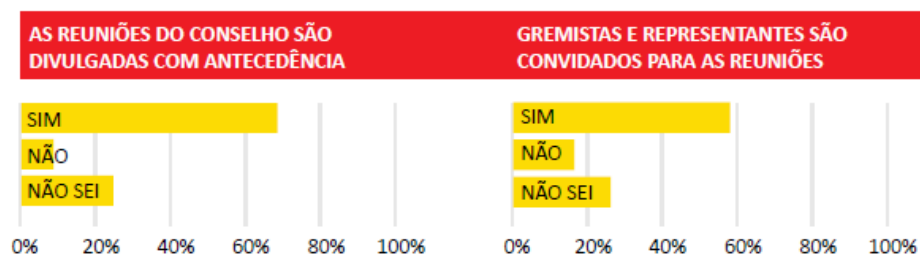 AS REUNIÕES DO CONSELHO SÃO
DIVULGADAS COM ANTECEDÊNCIA
SIM
NÃO
NÃO SEI
0% 20% 40% 60% 80% 100%
GREMISTAS E REPRESENTANTES SÃO
CONVIDADOS PARA AS REUNIÕES
SIM
NÃO
NÃO SEI
0% 20% 40% 60% 80% 100%